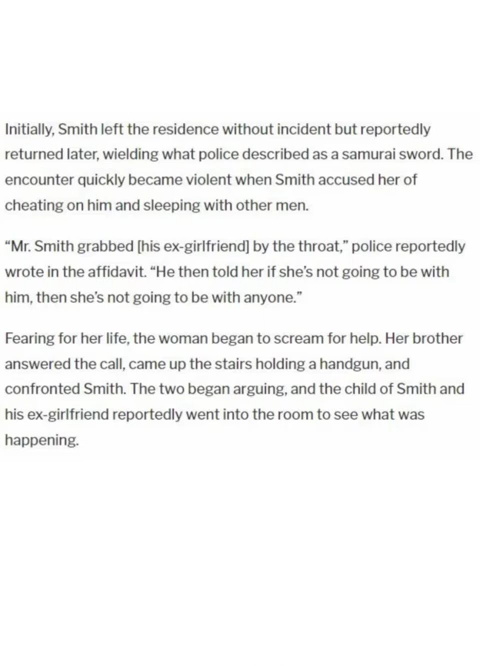 Initially, Smith left the residence without incident but reportedly
returned later, wielding what police described as a samurai sword. The
encounter quickly became violent when Smith accused her of
cheating on him and sleeping with other men.
“Mr. Smith grabbed [his ex-girlfriend] by the throat,” police reportedly
wrote in the affidavit. “He then told her if she’s not going to be with
him, then she’s not going to be with anyone.”
Fearing for her life, the woman began to scream for help. Her brother
answered the call, came up the stairs holding a handgun, and
confronted Smith. The two began arguing, and the child of Smith and
his ex-girlfriend reportedly went into the room to see what was
happening.